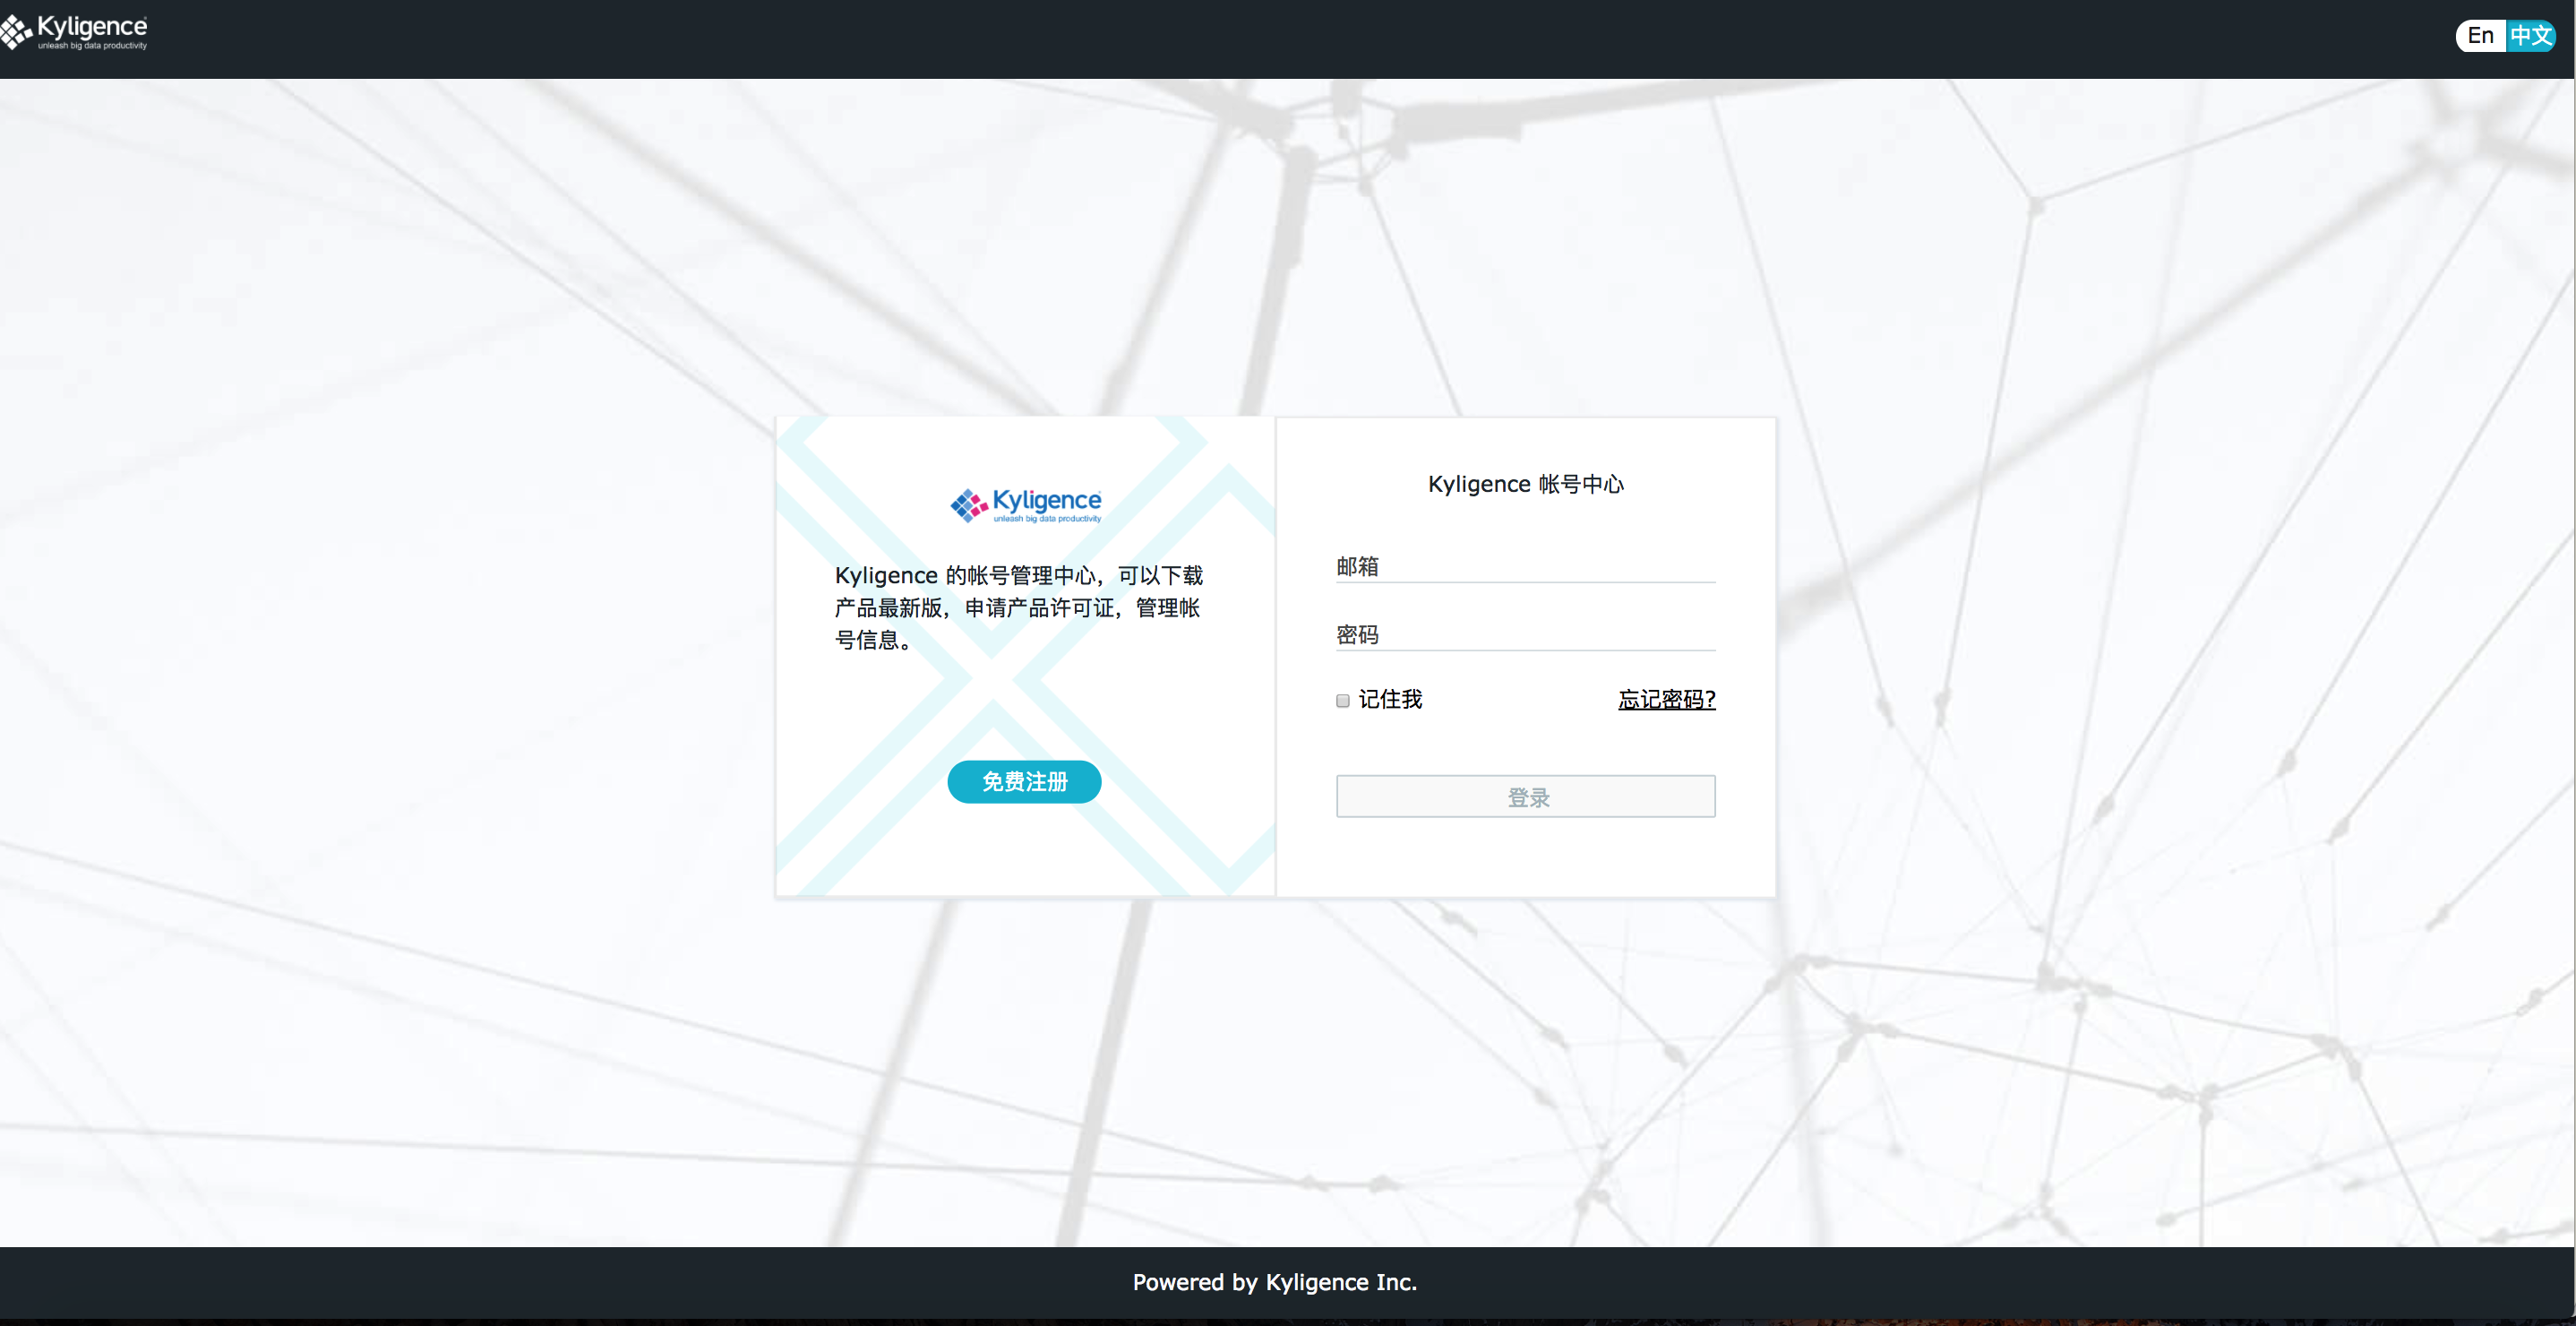 Kyligence
unleash big data productivity
En 中文
Kyligence
unleash big data productivity
Kyligence 的帐号管理中心，可以下载
产品最新版，申请产品许可证，管理帐
号信息。
免费注册
Kyligence 帐号中心
邮箱
密码
记住我 忘记密码?
登录
Powered by Kyligence Inc.